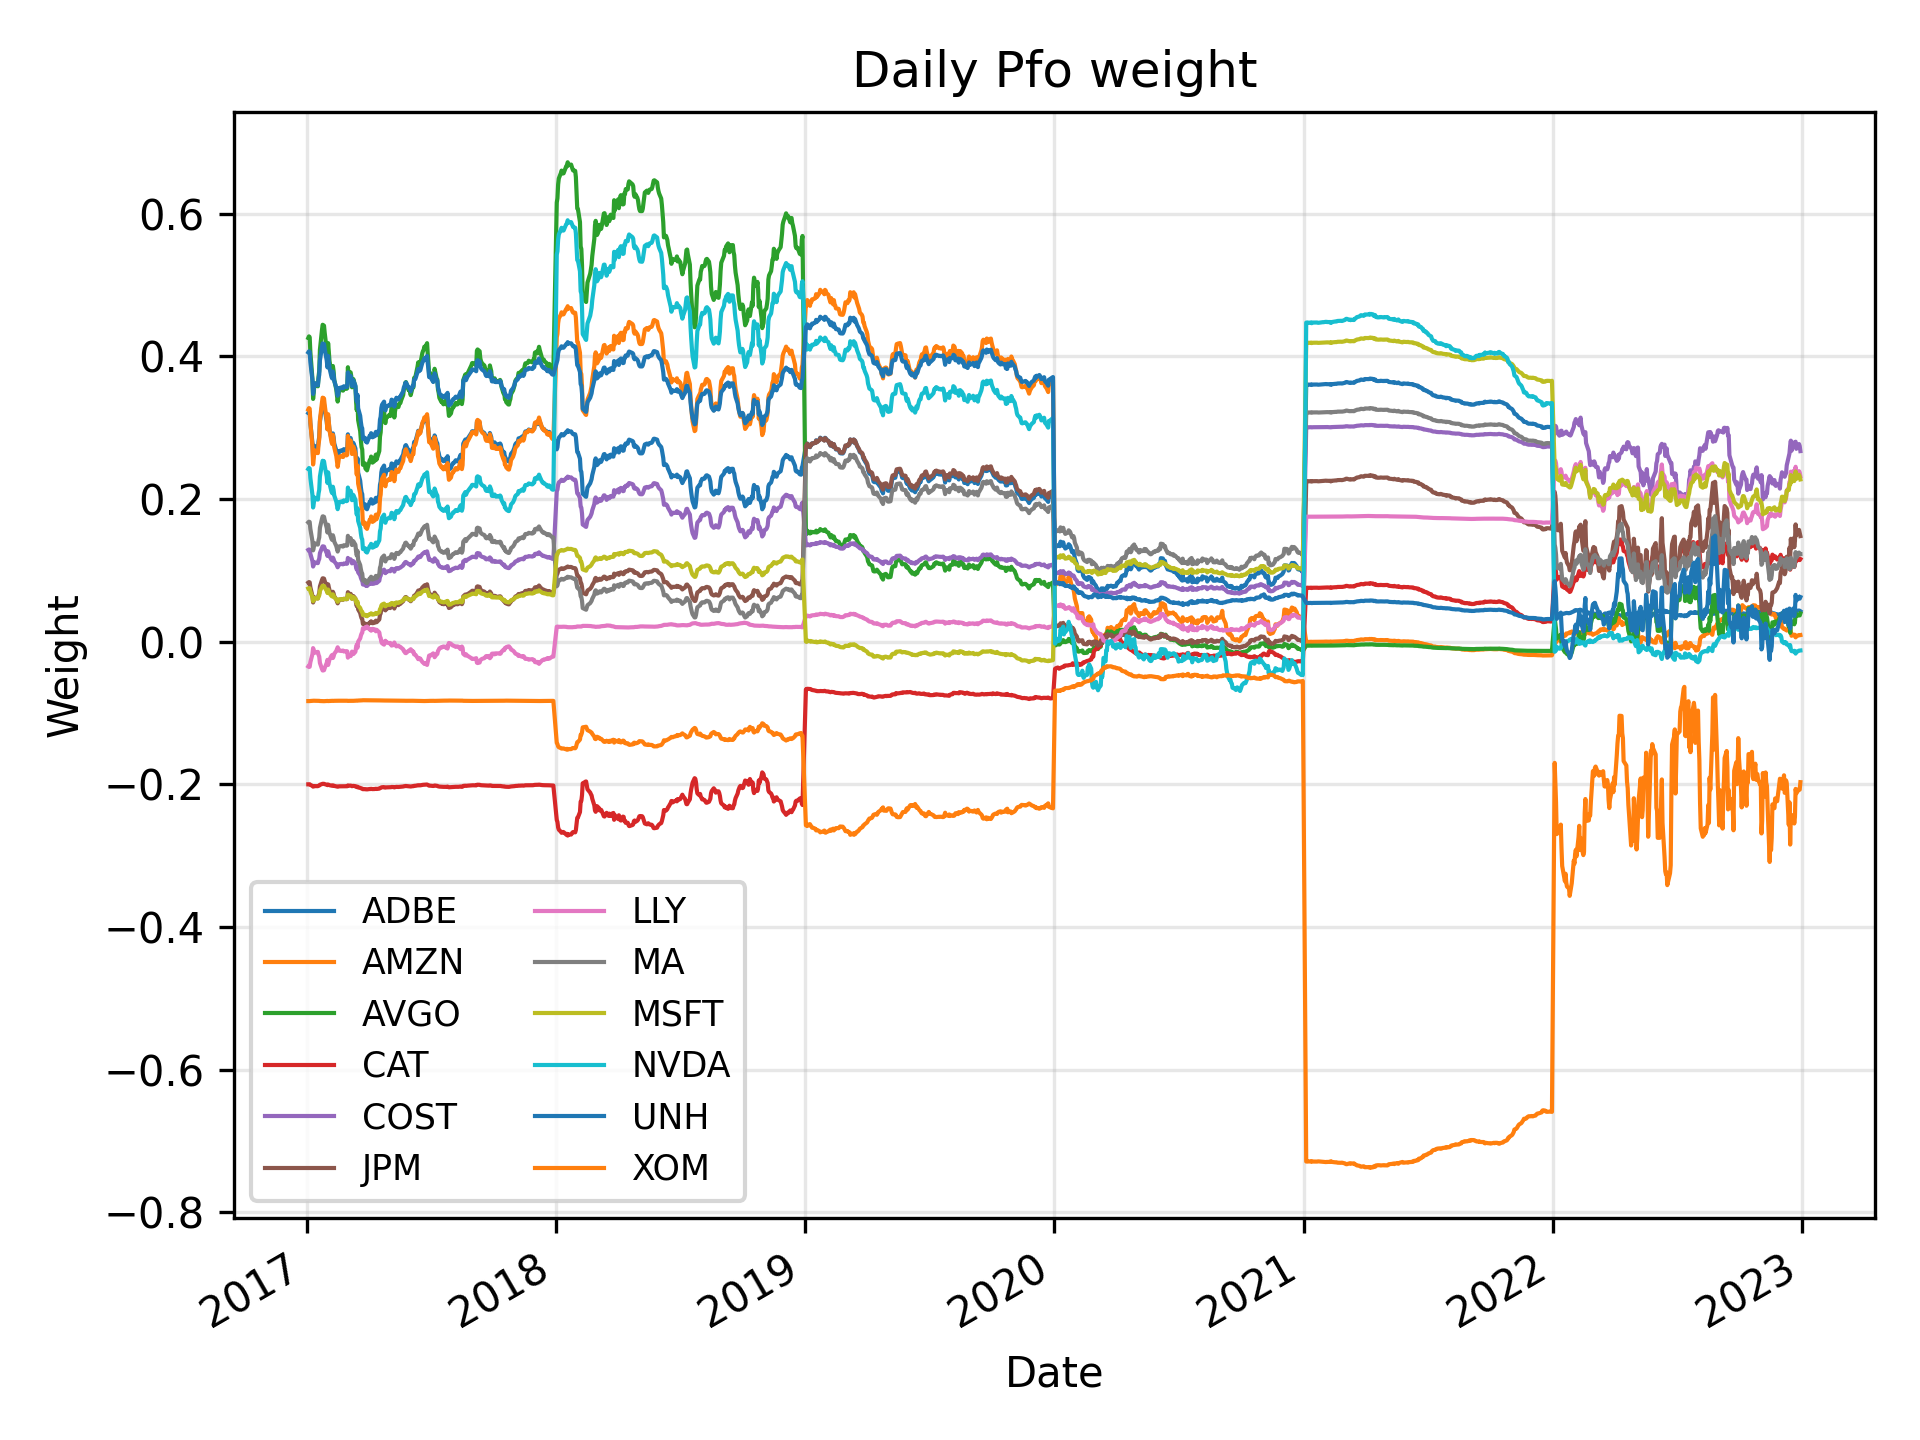 Daily Pfo weight
Weight
0.6
0.4
0.2
0.0
−0.2
−0.4
−0.6
−0.8
ADBE
AMZN
AVGO
CAT
COST
JPM
LLY
MA
MSFT
NVDA
UNH
XOM
2017
2018
2019
2020
2021
2022
2023
Date